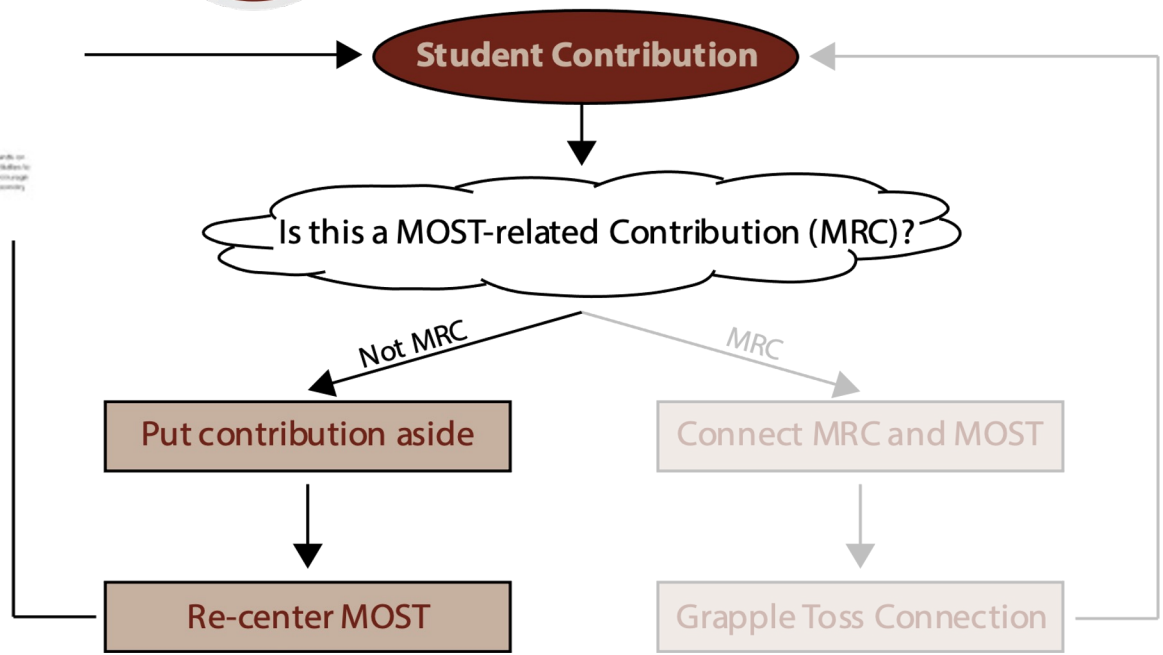 Student Contribution
Is this a MOST-related Contribution (MRC)?
Not MRC
MRC
Put contribution aside
Connect MRC and MOST
Re-center MOST
Grapple Toss Connection